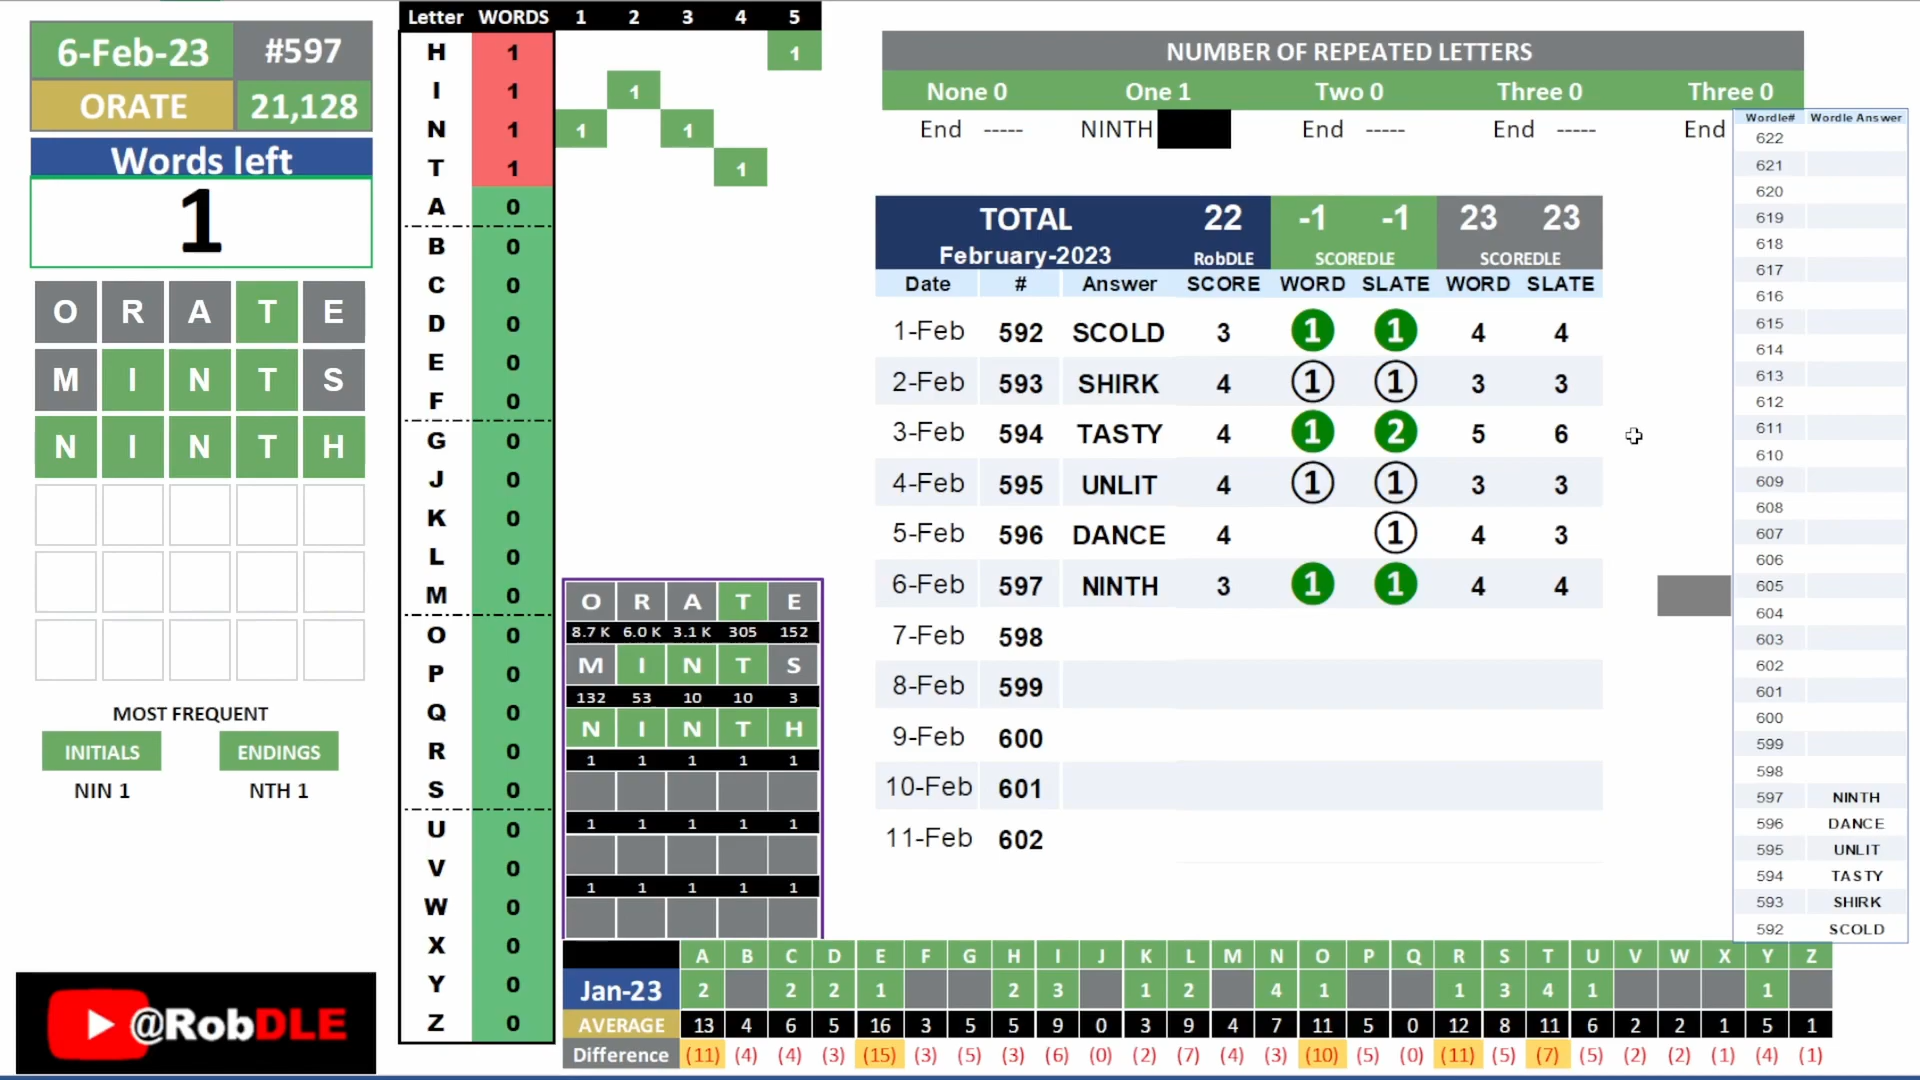 6-Feb-23 #597
ORATE 21,128
Words left
1
O R A T E
M I N T S
N I N T H
MOST FREQUENT
INITIALS ENDINGS
NIN 1 NTH 1
@RobDLE
Letter WORDS 1 2 3 4 5
H 1 1
I 1 1
N 1 1 1
T 1 1
A 0
B 0
C 0
D 0
E 0
F 0
G 0
J 0
K 0
L 0
M 0
O 0
P 0
Q 0
R 0
S 0
U 0
V 0
W 0
X 0
Y 0
Z 0
O R A T E
8.7 K 6.0 K 3.1 K 305 152
M I N T S
132 53 10 10 3
N I N T H
1 1 1 1 1
1 1 1 1 1
1 1 1 1 1
NUMBER OF REPEATED LETTERS
None 0 One 1 Two 0 Three 0 Three 0
End ----- NINTH End ----- End ----- End
TOTAL 22 -1 -1 23 23
February-2023 RobDLE SCOREDLE SCOREDLE
Date # Answer SCORE WORD SLATE WORD SLATE
1-Feb 592 SCOLD 3 1 1 4 4
2-Feb 593 SHIRK 4 1 1 3 3
3-Feb 594 TASTY 4 1 2 5 6
4-Feb 595 UNLIT 4 1 1 3 3
5-Feb 596 DANCE 4 1 4 3
6-Feb 597 NINTH 3 1 1 4 4
7-Feb 598
8-Feb 599
9-Feb 600
10-Feb 601
11-Feb 602
Wordle# Wordle Answer
622
621
620
619
618
617
616
615
614
613
612
611
610
609
608
607
606
605
604
603
602
601
600
599
598
597 NINTH
596 DANCE
595 UNLIT
594 TASTY
593 SHIRK
592 SCOLD
A B C D E F G H I J K L M N O P Q R S T U V W X Y Z
Jan-23 2 2 2 1 2 3 1 2 4 1 1 3 4 1 1
AVERAGE 13 4 6 5 16 3 5 5 9 0 3 9 4 7 11 5 0 12 8 11 6 2 2 1 5 1
Difference (11) (4) (4) (3) (15) (3) (5) (3) (6) (0) (2) (7) (4) (3) (10) (5) (0) (11) (5) (7) (5) (2) (2) (1) (4) (1)